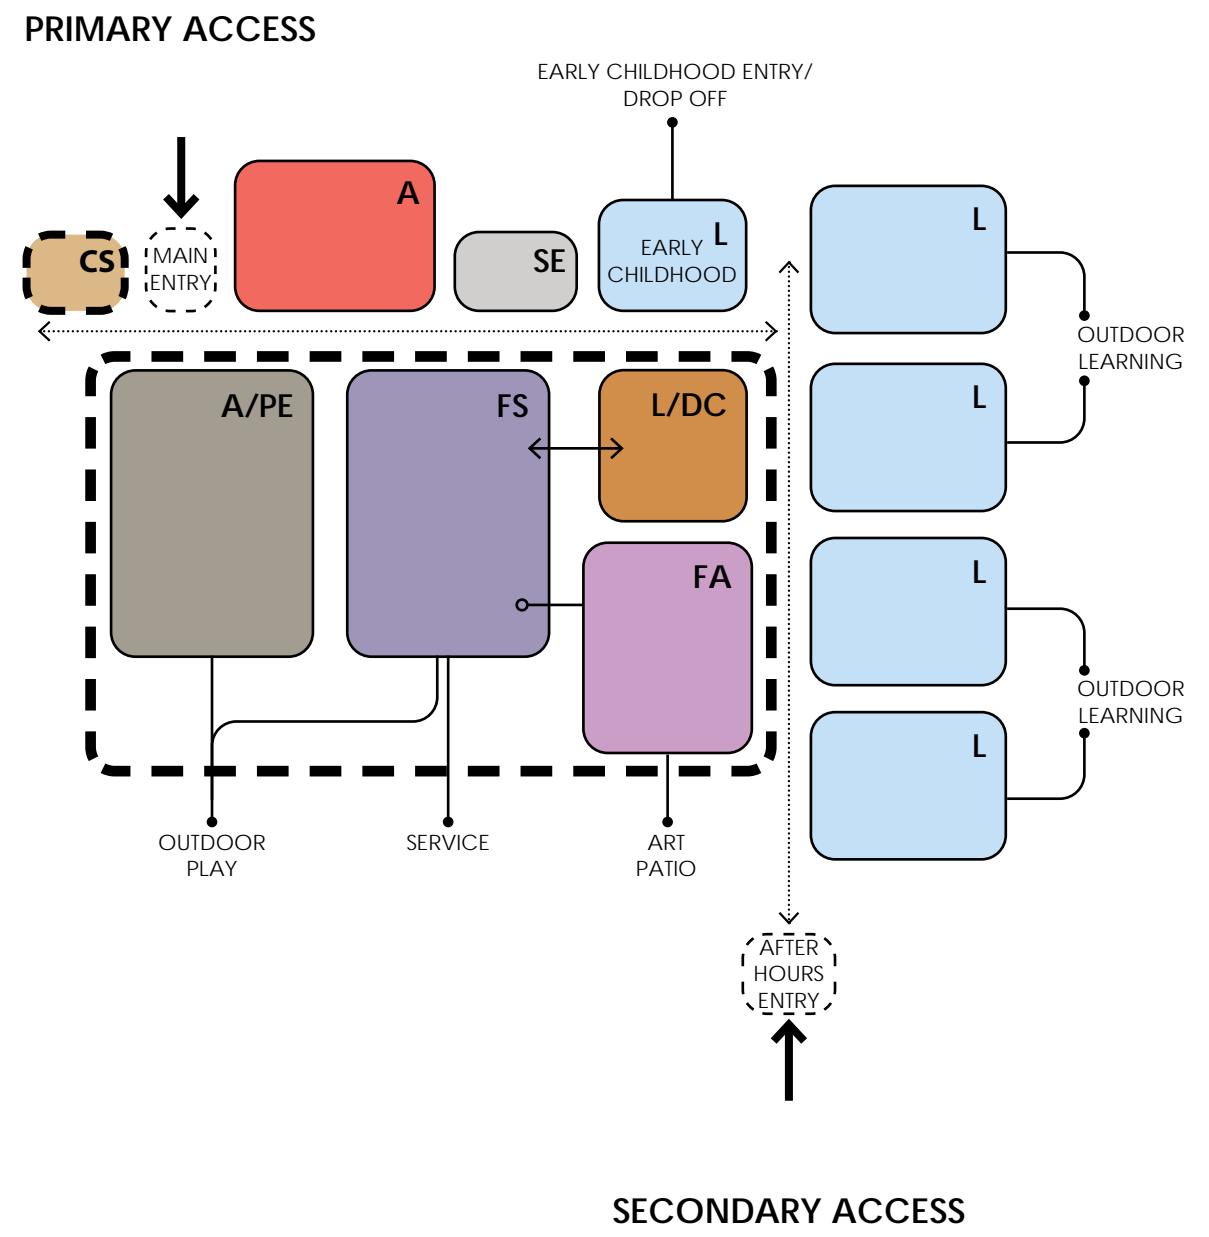 PRIMARY ACCESS
EARLY CHILDHOOD ENTRY/
DROP OFF
CS
MAIN
ENTRY
A
SE
L
EARLY
CHILDHOOD
L
OUTDOOR
LEARNING
L
A/PE
FS
L/DC
FA
L
OUTDOOR
LEARNING
L
OUTDOOR
PLAY
SERVICE
ART
PATIO
AFTER
HOURS
ENTRY
SECONDARY ACCESS